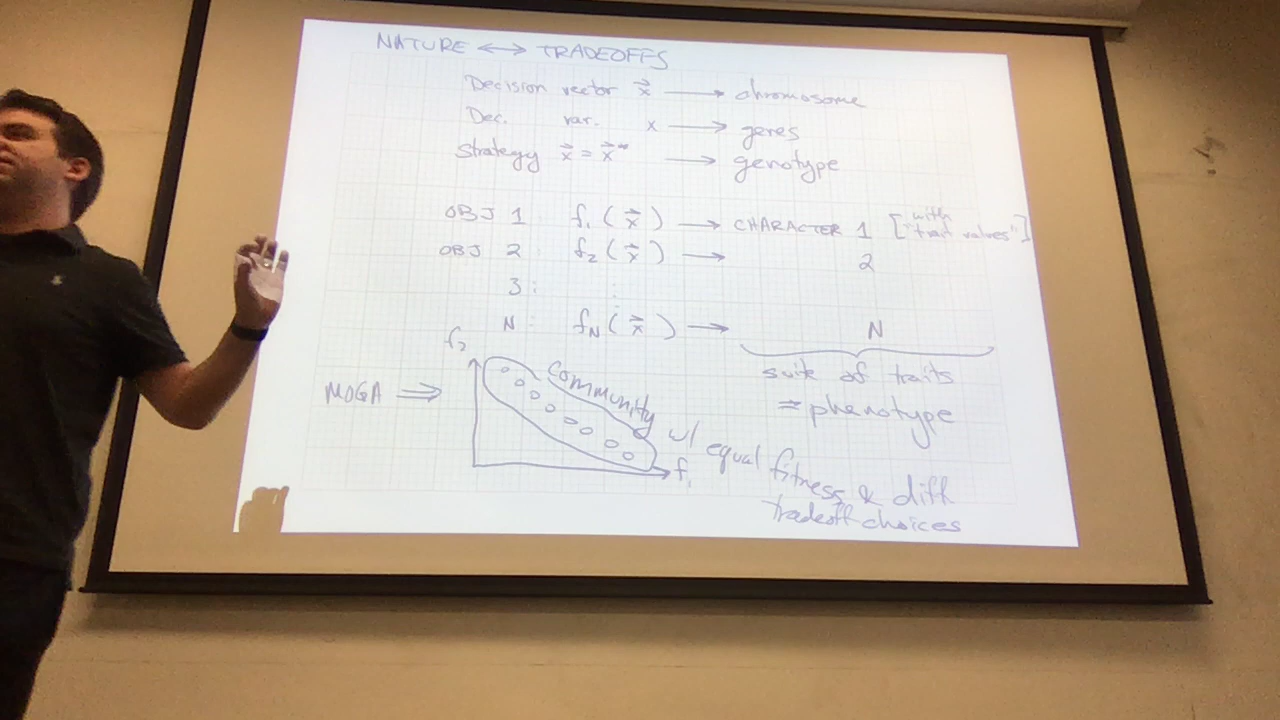 NATURE ↔ TRADEOFFS
Decision vector x⃗ → chromosome
Dec. var. x → genes
Strategy x⃗ = x⃗* → genotype
OBJ 1 : f₁(x⃗) → CHARACTER 1 [with "trait values"]
OBJ 2 : f₂(x⃗) → 2
3 : :
N : f_N(x⃗) → N
suite of traits
= phenotype
MOGA ⇒
f₂
community w/ equal fitness & diff
tradeoff choices
f₁